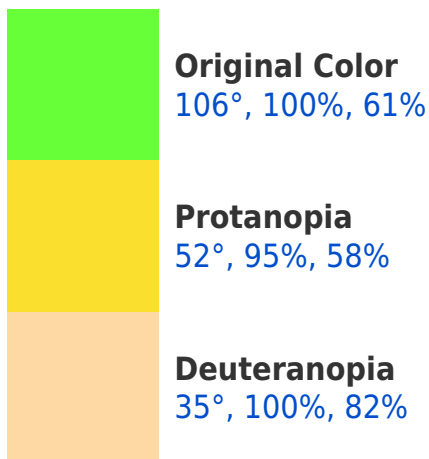 Original Color
106°, 100%, 61%
Protanopia
52°, 95%, 58%
Deuteranopia
35°, 100%, 82%